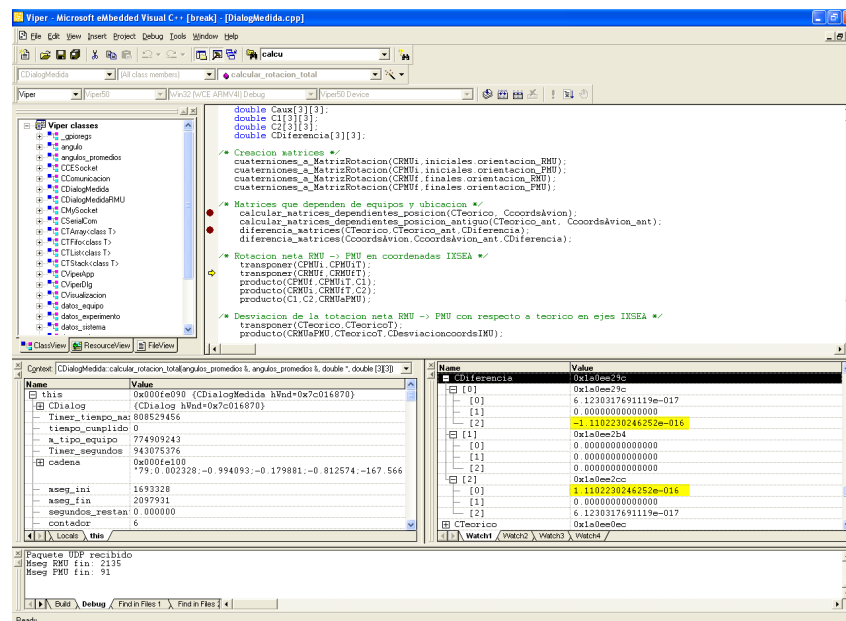 Viper - Microsoft eMbedded Visual C++ [break] - [DialogMedida.cpp]
File Edit View Insert Project Debug Tools Window Help
calcu
CDialogMedida [All class members] calcular_rotacion_total
Viper Viper50 Win32 (WCE ARMV4I) Debug Viper50 Device
Viper classes
_gpioregs
angulo
angulos_promedios
CCESocket
CComunicacion
CDialogMedida
CDialogMedidaRMU
CMySocket
CSerialCom
CTArray<class T>
CTFifo<class T>
CTList<class T>
CTStack<class T>
CViperApp
CViperDlg
CVisualizacion
datos_equipo
datos_experimento
datos_sistema
ClassView ResourceView FileView
double Caux[3][3];
double C1[3][3];
double C2[3][3];
double CDiferencia[3][3];
/* Creacion matrices */
cuaterniones_a_MatrizRotacion(CRMUi,iniciales.orientacion_RMU);
cuaterniones_a_MatrizRotacion(CPMUi,iniciales.orientacion_PMU);
cuaterniones_a_MatrizRotacion(CRMUf,finales.orientacion_RMU);
cuaterniones_a_MatrizRotacion(CPMUf,finales.orientacion_PMU);
/* Matrices que dependen de equipos y ubicacion */
calcular_matrices_dependientes_posicion(CTeorico, CcoordsAvion);
calcular_matrices_dependientes_posicion_antiguo(CTeorico_ant, CcoordsAvion_ant);
diferencia_matrices(CTeorico,CTeorico_ant,CDiferencia);
diferencia_matrices(CcoordsAvion,CcoordsAvion_ant,CDiferencia);
/* Rotacion neta RMU -> PMU en coordenadas IXSEA */
transponer(CPMUi,CPMUiT);
transponer(CRMUf,CRMUfT);
producto(CPMUf,CPMUiT,C1);
producto(CRMUi,CRMUfT,C2);
producto(C1,C2,CRMUaPMU);
/* Desviacion de la totacion neta RMU -> PMU con respecto a teorico en ejes IXSEA */
transponer(CTeorico,CTeoricoT);
producto(CRMUaPMU,CTeoricoT,CDesviacioncoordsIMU);
Context: CDialogMedida::calcular_rotacion_total(angulos_promedios &, angulos_promedios &, double *, double [3][3])
Name Value
this 0x000fe090 {CDialogMedida hWnd=0x7c016870}
CDialog {CDialog hWnd=0x7c016870}
Timer_tiempo_ma: 808529456
tiempo_cumplido 0
m_tipo_equipo 774909243
Timer_segundos 943075376
cadena 0x000fe100
"79;0.002328;-0.994093;-0.179881;-0.812574;-167.566
mseg_ini 1693328
mseg_fin 2097931
segundos_restan 0.000000
contador 6
Locals this
Name Value
CDiferencia 0x1a0ee29c
[0] 0x1a0ee29c
[0] 6.1230317691119e-017
[1] 0.00000000000000
[2] -1.1102230246252e-016
[1] 0x1a0ee2b4
[0] 0.00000000000000
[1] 0.00000000000000
[2] 0.00000000000000
[2] 0x1a0ee2cc
[0] 1.1102230246252e-016
[1] 0.00000000000000
[2] 6.1230317691119e-017
CTeorico 0x1a0ee0ec
Watch1 Watch2 Watch3 Watch4
Paquete UDP recibido
Mseg RMU fin: 2135
Mseg PMU fin: 91
Build Debug Find in Files 1 Find in Files 2
Ready